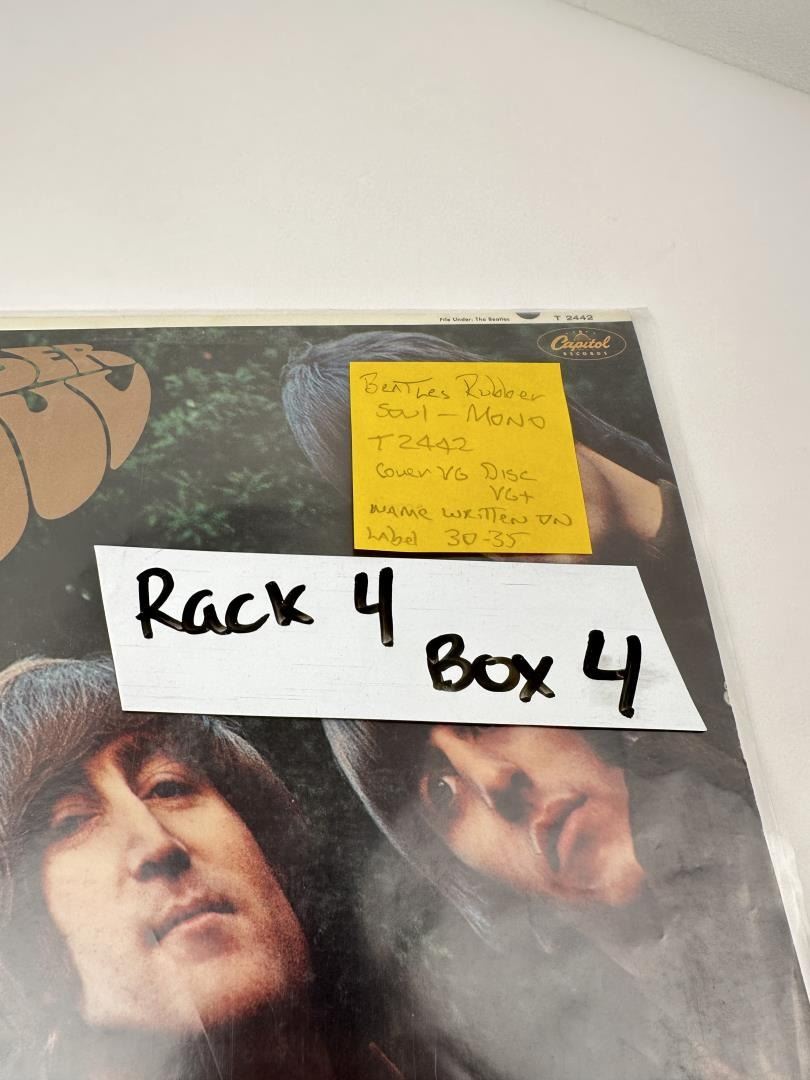 File Under: The Beatles T 2442
Capitol
RECORDS
BEATLES RUBBER
SOUL - MONO
T2442
COVER VG DISC
VG+
NAME WRITTEN ON
LABEL 30-35
Rack 4
Box 4